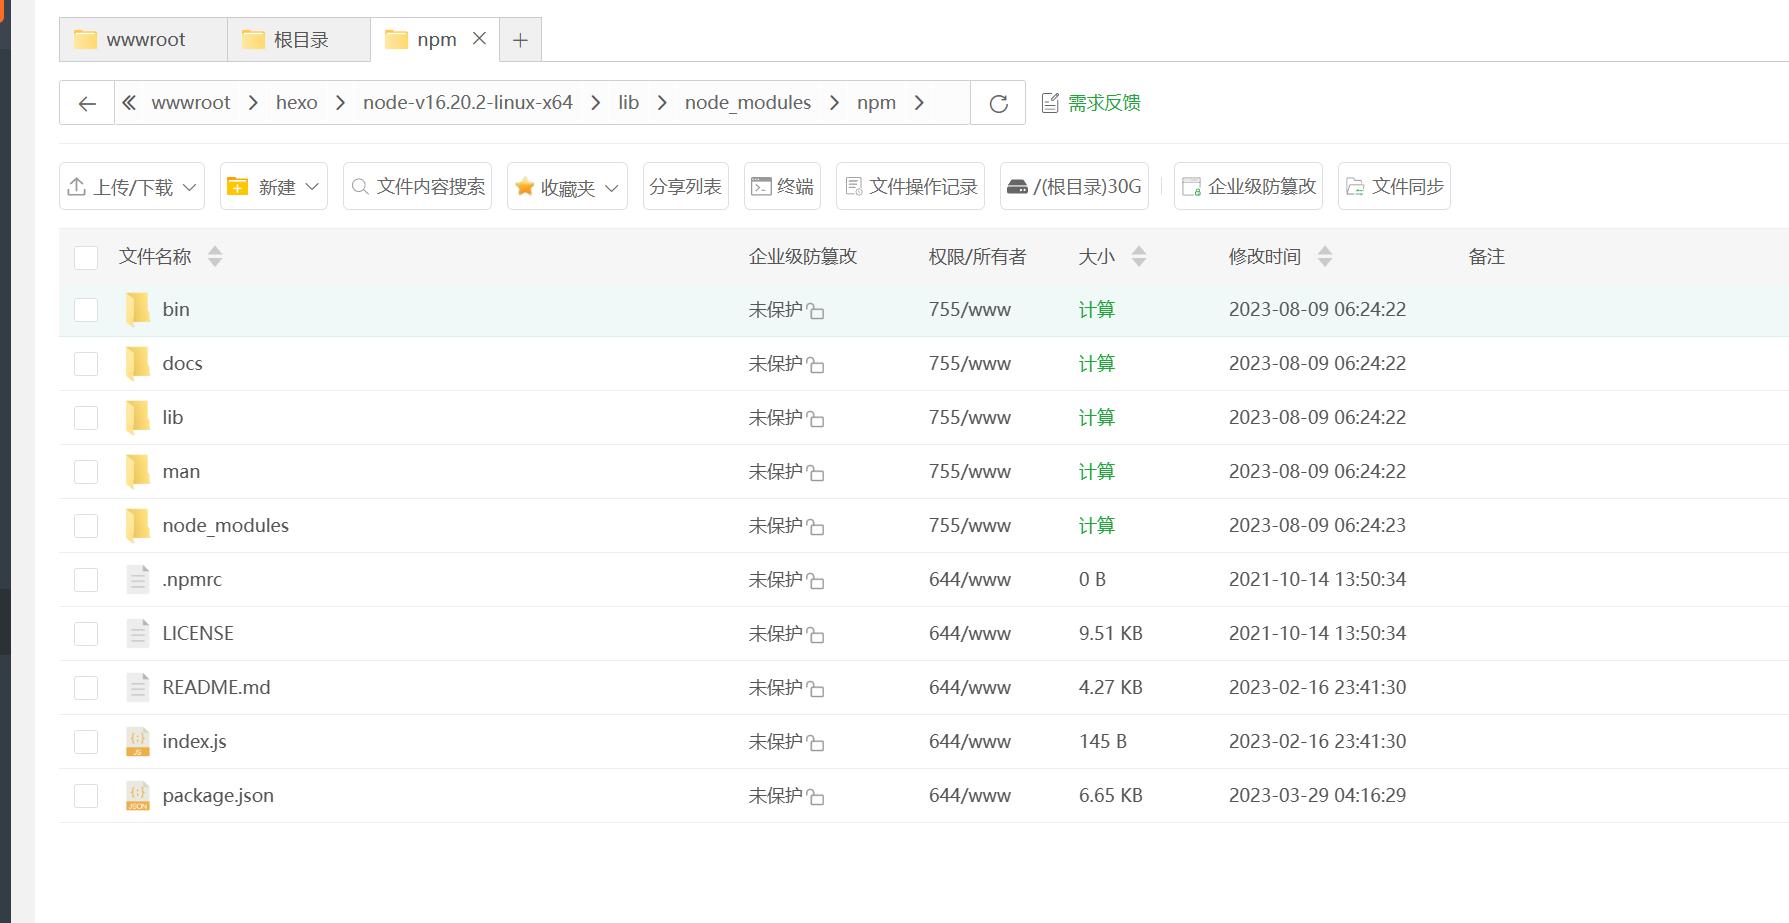 wwwroot 根目录 npm
wwwroot hexo node-v16.20.2-linux-x64 lib node_modules npm 需求反馈
上传/下载 新建 文件内容搜索 收藏夹 分享列表 终端 文件操作记录 /(根目录)30G 企业级防篡改 文件同步
文件名称 企业级防篡改 权限/所有者 大小 修改时间 备注
bin 未保护 755/www 计算 2023-08-09 06:24:22
docs 未保护 755/www 计算 2023-08-09 06:24:22
lib 未保护 755/www 计算 2023-08-09 06:24:22
man 未保护 755/www 计算 2023-08-09 06:24:22
node_modules 未保护 755/www 计算 2023-08-09 06:24:23
.npmrc 未保护 644/www 0 B 2021-10-14 13:50:34
LICENSE 未保护 644/www 9.51 KB 2021-10-14 13:50:34
README.md 未保护 644/www 4.27 KB 2023-02-16 23:41:30
JS index.js 未保护 644/www 145 B 2023-02-16 23:41:30
JSON package.json 未保护 644/www 6.65 KB 2023-03-29 04:16:29